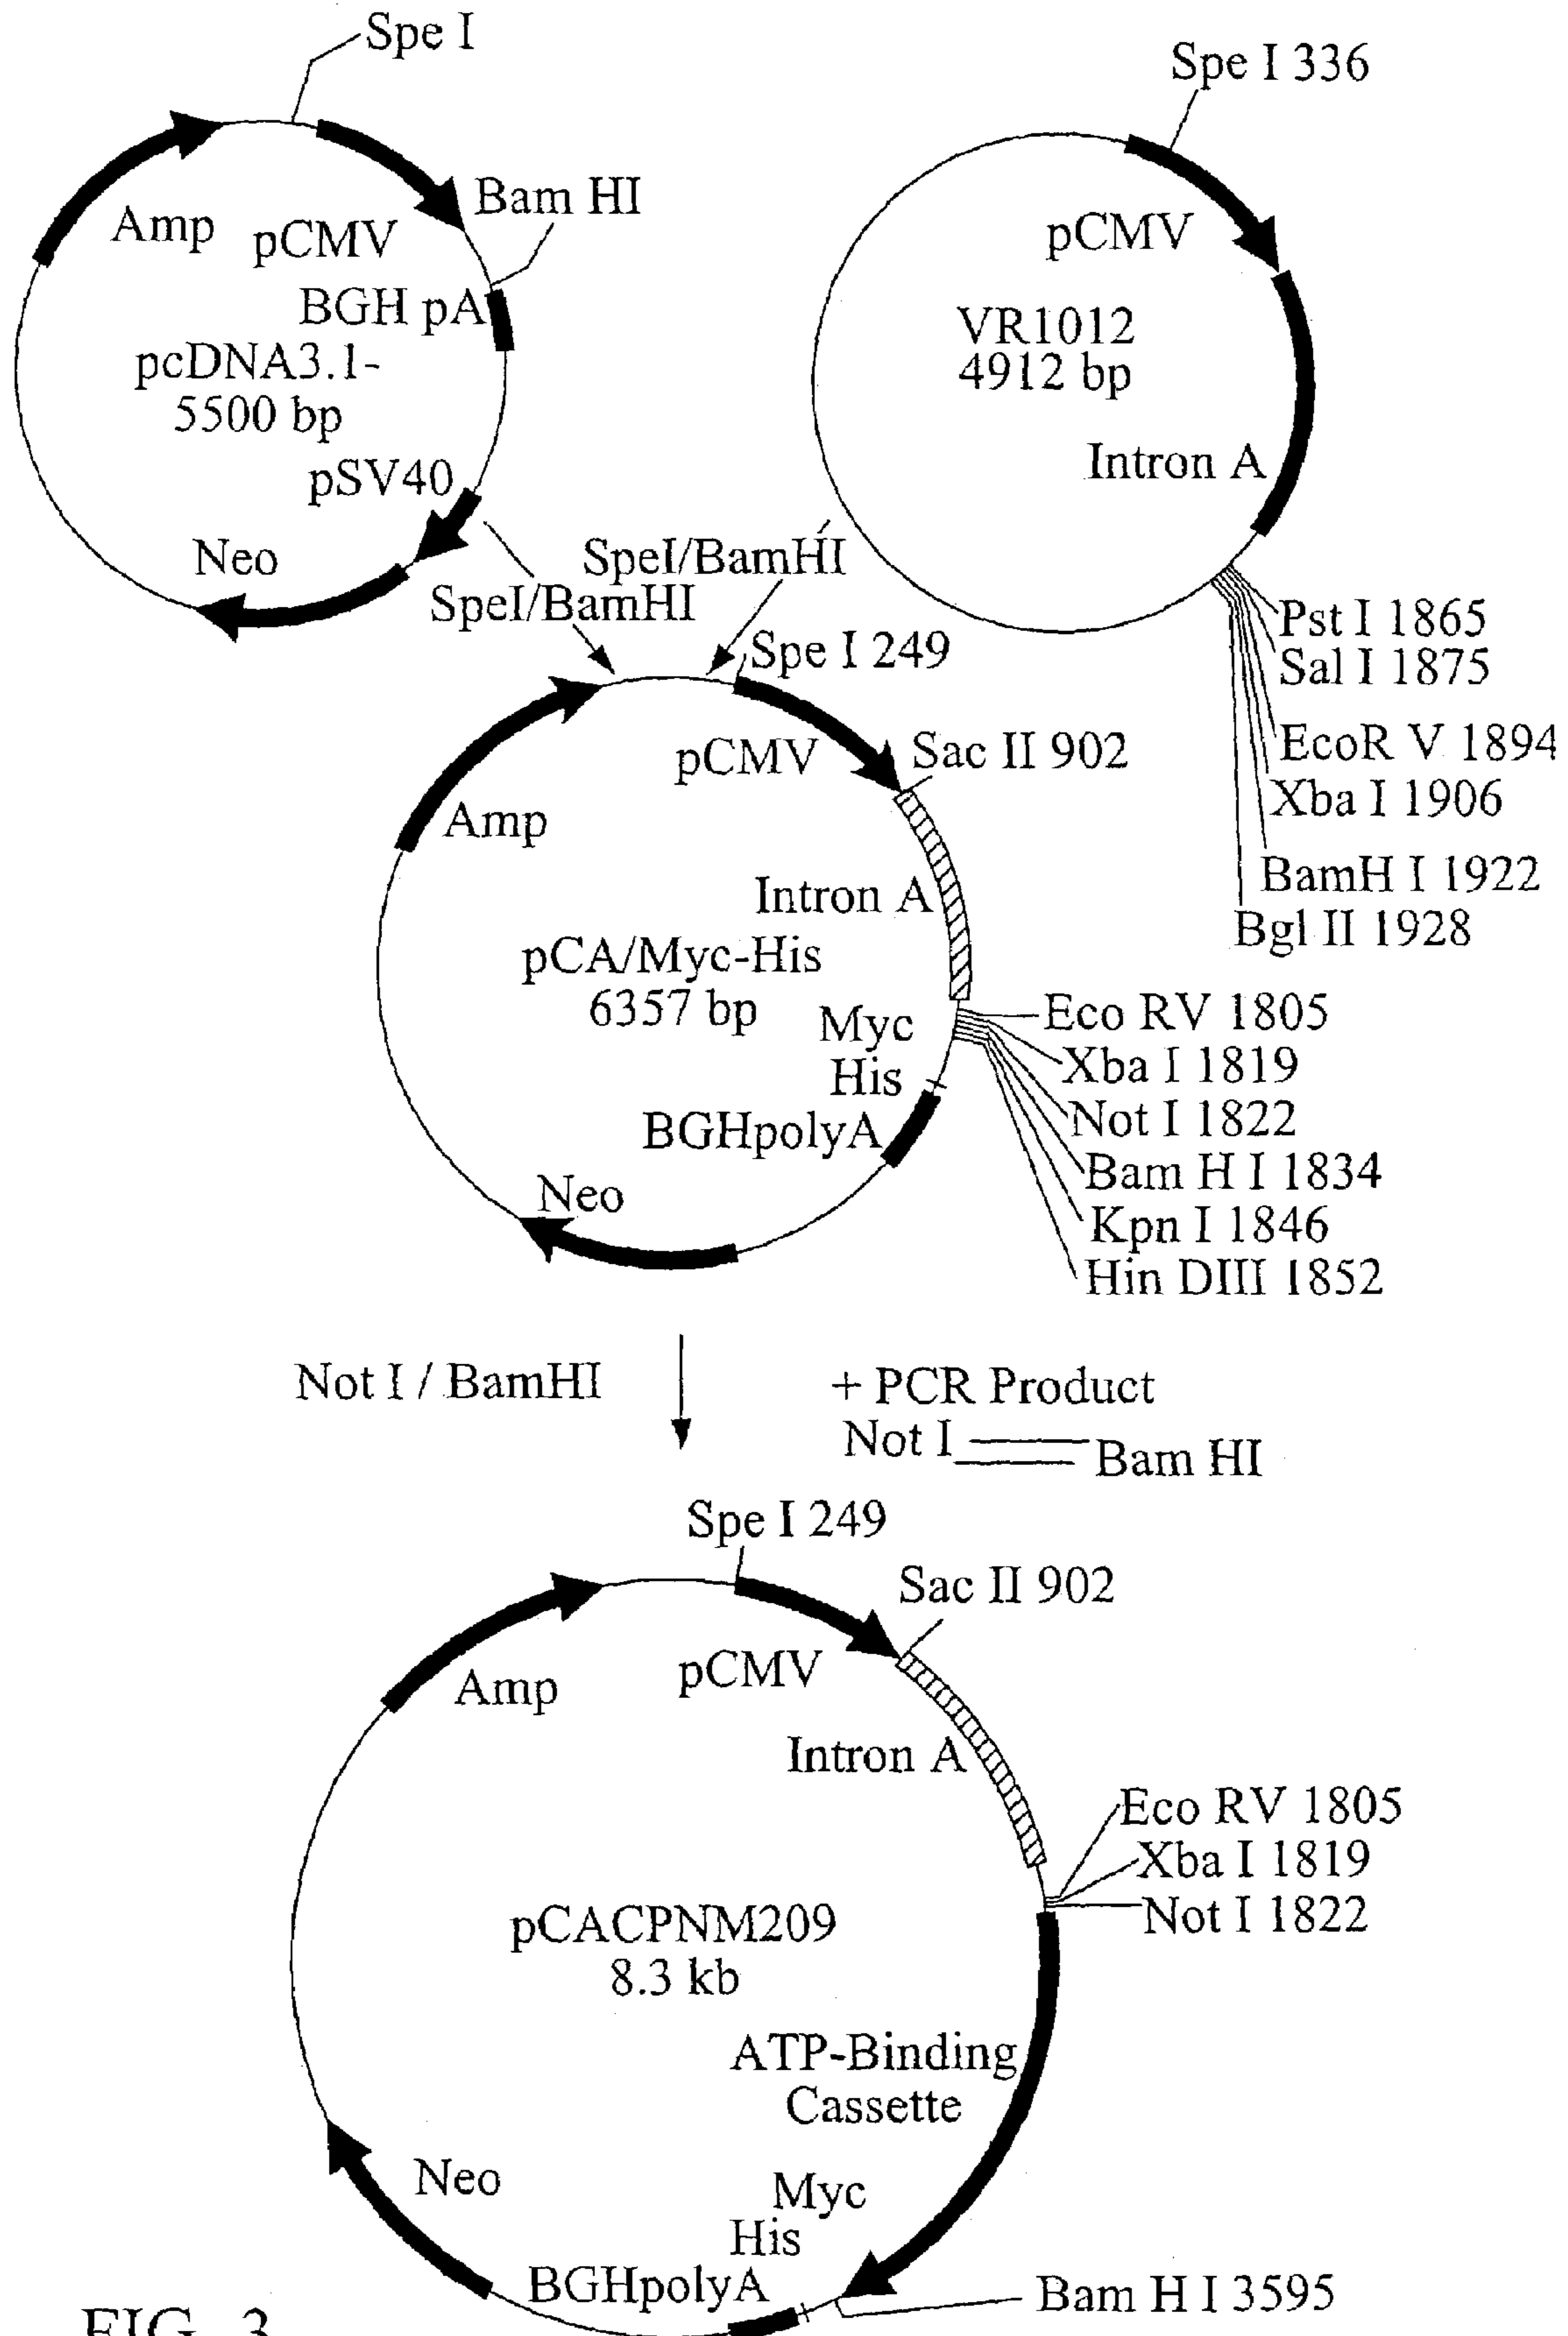 Spe I
Bam HI
Amp
pCMV
BGH pA
pcDNA3.1-
5500 bp
pSV40
Neo
SpeI/BamHI
Spe I 336
pCMV
VR1012
4912 bp
Intron A
SpeI/BamHI
Pst I 1865
Sal I 1875
EcoR V 1894
Xba I 1906
BamH I 1922
Bgl II 1928
Spe I 249
pCMV
Sac II 902
Amp
Intron A
pCA/Myc-His
6357 bp
Myc
His
BGHpolyA
Neo
Eco RV 1805
Xba I 1819
Not I 1822
Bam H I 1834
Kpn I 1846
Hin DIII 1852
Not I / BamHI
+ PCR Product
Not I
Bam HI
Spe I 249
Sac II 902
Amp
pCMV
Intron A
Eco RV 1805
Xba I 1819
Not I 1822
pCACPNM209
8.3 kb
ATP-Binding
Cassette
Neo
Myc
His
BGHpolyA
Bam H I 3595
FIG. 3